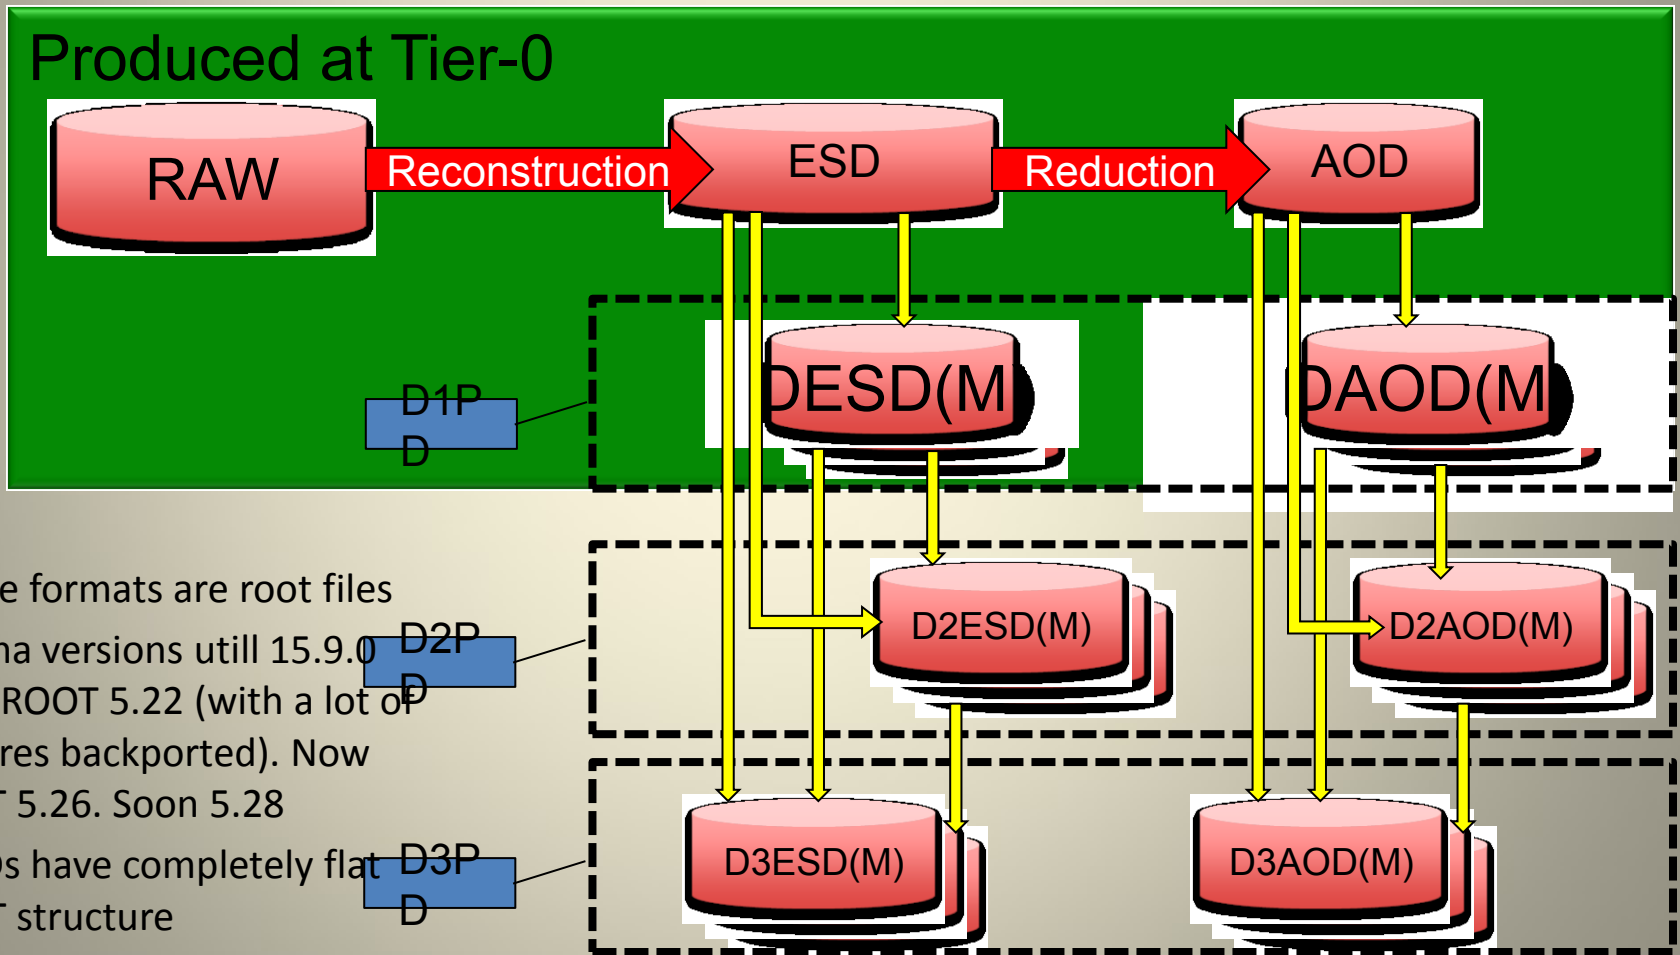 Produced at Tier-0
RAW
Reconstruction
ESD
Reduction
AOD
D1P
D
DESD(M
DAOD(M
e formats are root files
versions utill 15.9.0
ROOT 5.22 (with a lot of
backported). Now
5.26. Soon 5.28
have completely flat
structure
D2P
D
D2ESD(M)
D2AOD(M)
D3P
D
D3ESD(M)
D3AOD(M)